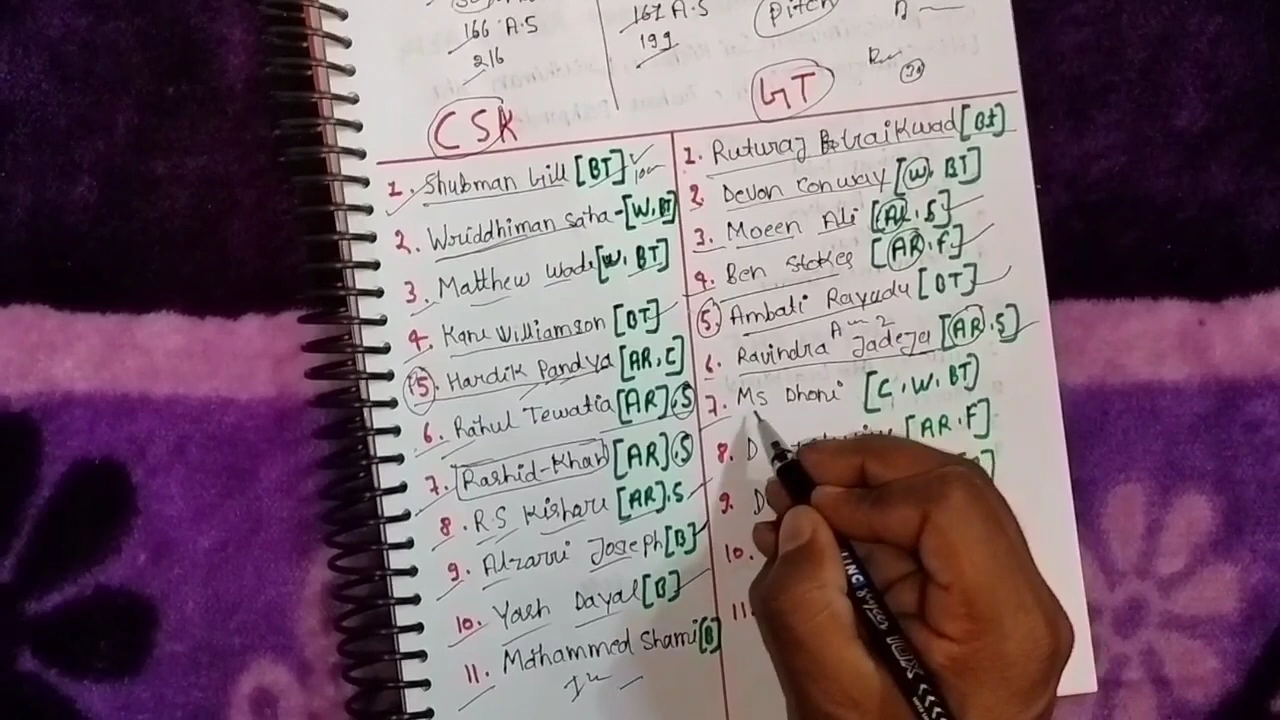 166 A.S
216
161 A.S
199
Pitch
CSK
1. Shubman Gill [BT]
2. Wriddhiman saha-[W,BT]
3. Matthew Wade [W, BT]
4. Kane Williamson [BT]
5. Hardik Pandya [AR, C]
6. Rahul Tewatia [AR].S
7. Rashid-Khan [AR].S
8. R.S Kishore [AR].S
9. Alzarri Joseph [B]
10. Yash Dayal [B]
11. Mohammed Shami [B]
GT
1. Ruturaj Gaikwad [Bt]
2. Devon Conway [W, BT]
3. Moeen Ali [AR.S]
4. Ben Stokes [AR.F]
5. Ambati Rayudu [BT]
6. Ravindra Jadeja [AR.S]
7. MS Dhoni [C, W, BT]
8. D [AR.F]
9. D
10.
11.
LINC